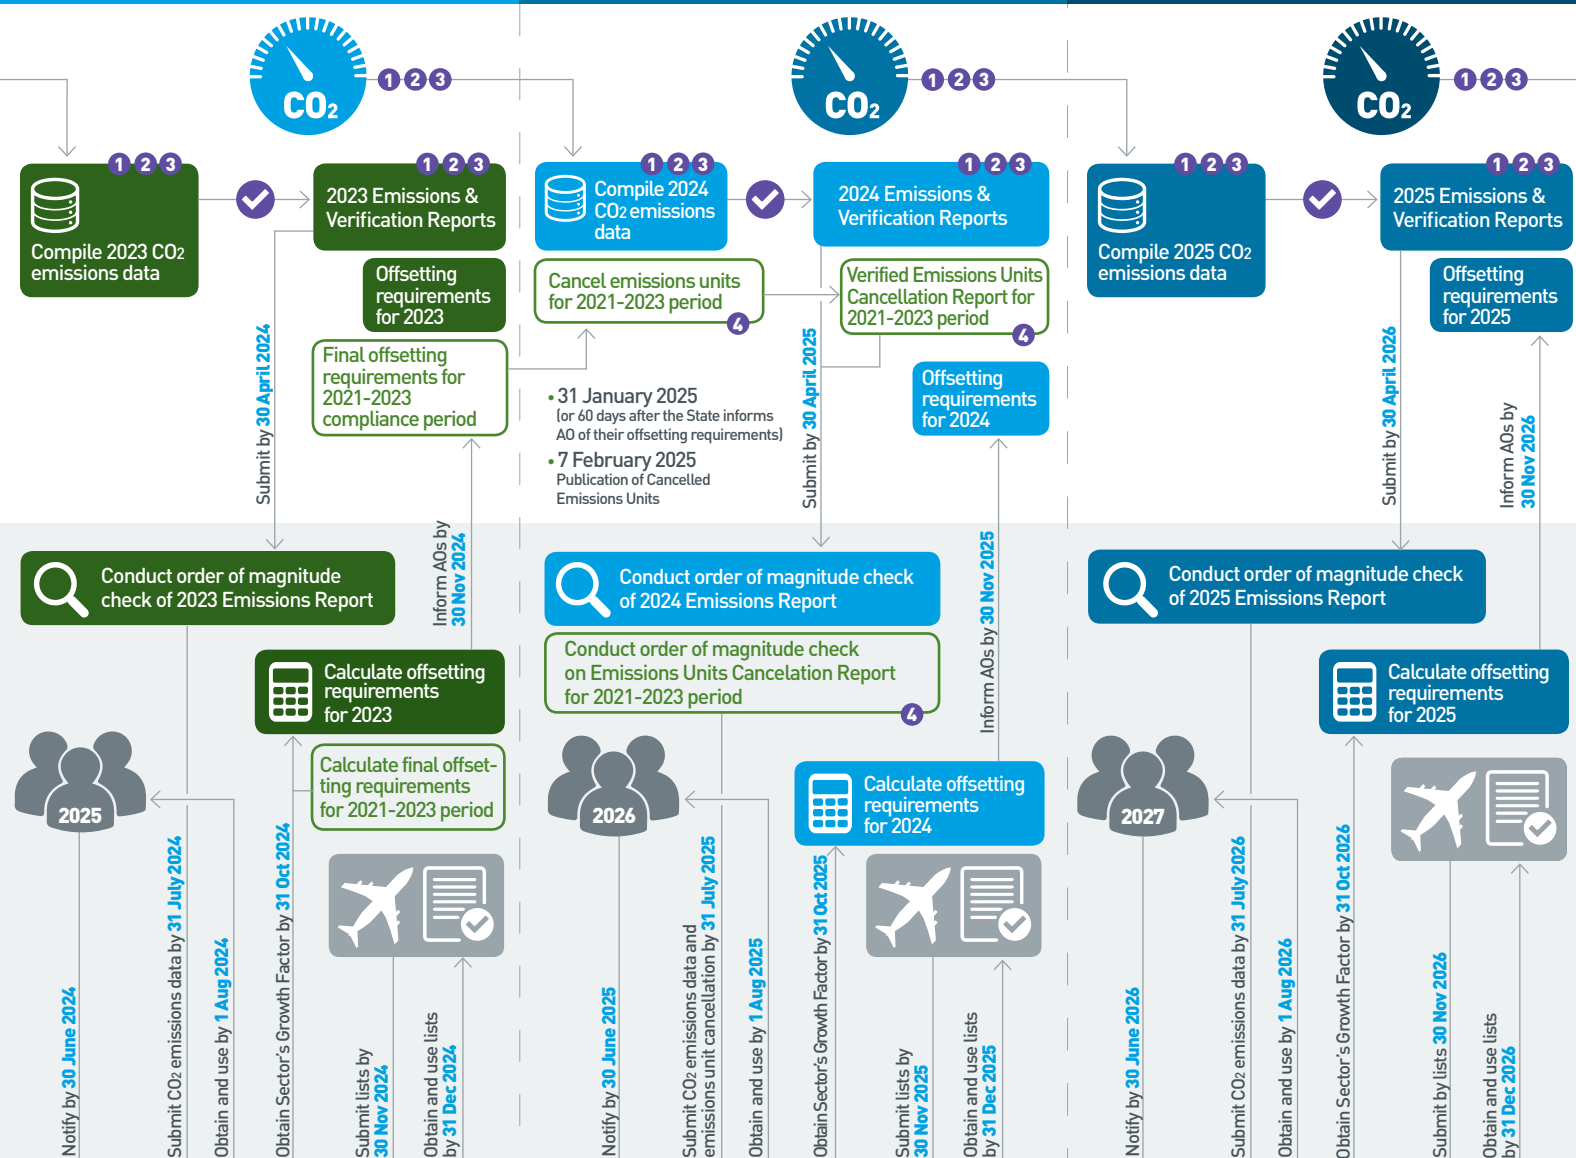 CO2
1 2 3
1 2 3
Compile 2023 CO2
emissions data
1 2 3
2023 Emissions &
Verification Reports
Offsetting
requirements
for 2023
Final offsetting
requirements for
2021-2023
compliance period
Submit by 30 April 2024
Inform AOs by
30 Nov 2024
Conduct order of magnitude
check of 2023 Emissions Report
Calculate offsetting
requirements
for 2023
Calculate final offset-
ting requirements
for 2021-2023 period
2025
Notify by 30 June 2024
Submit CO2 emissions data by 31 July 2024
Obtain and use by 1 Aug 2024
Obtain Sector's Growth Factor by 31 Oct 2024
Submit lists by
30 Nov 2024
Obtain and use lists
by 31 Dec 2024
CO2
1 2 3
1 2 3
Compile 2024
CO2 emissions
data
1 2 3
2024 Emissions &
Verification Reports
Cancel emissions units
for 2021-2023 period
4
Verified Emissions Units
Cancellation Report for
2021-2023 period
4
• 31 January 2025
(or 60 days after the State informs
AO of their offsetting requirements)
• 7 February 2025
Publication of Cancelled
Emissions Units
Submit by 30 April 2025
Offsetting
requirements
for 2024
Inform AOs by 30 Nov 2025
Conduct order of magnitude check
of 2024 Emissions Report
Conduct order of magnitude check
on Emissions Units Cancelation Report
for 2021-2023 period
4
Calculate offsetting
requirements
for 2024
2026
Notify by 30 June 2025
Submit CO2 emissions data and
emissions unit cancellation by 31 July 2025
Obtain and use by 1 Aug 2025
Obtain Sector's Growth Factor by 31 Oct 2025
Submit lists by
30 Nov 2025
Obtain and use lists
by 31 Dec 2025
CO2
1 2 3
1 2 3
Compile 2025 CO2
emissions data
1 2 3
2025 Emissions &
Verification Reports
Offsetting
requirements
for 2025
Submit by 30 April 2026
Inform AOs by
30 Nov 2026
Conduct order of magnitude check
of 2025 Emissions Report
Calculate offsetting
requirements
for 2025
2027
Notify by 30 June 2026
Submit CO2 emissions data by 31 July 2026
Obtain and use by 1 Aug 2026
Obtain Sector's Growth Factor by 31 Oct 2026
Submit by lists 30 Nov 2026
Obtain and use lists
by 31 Dec 2026